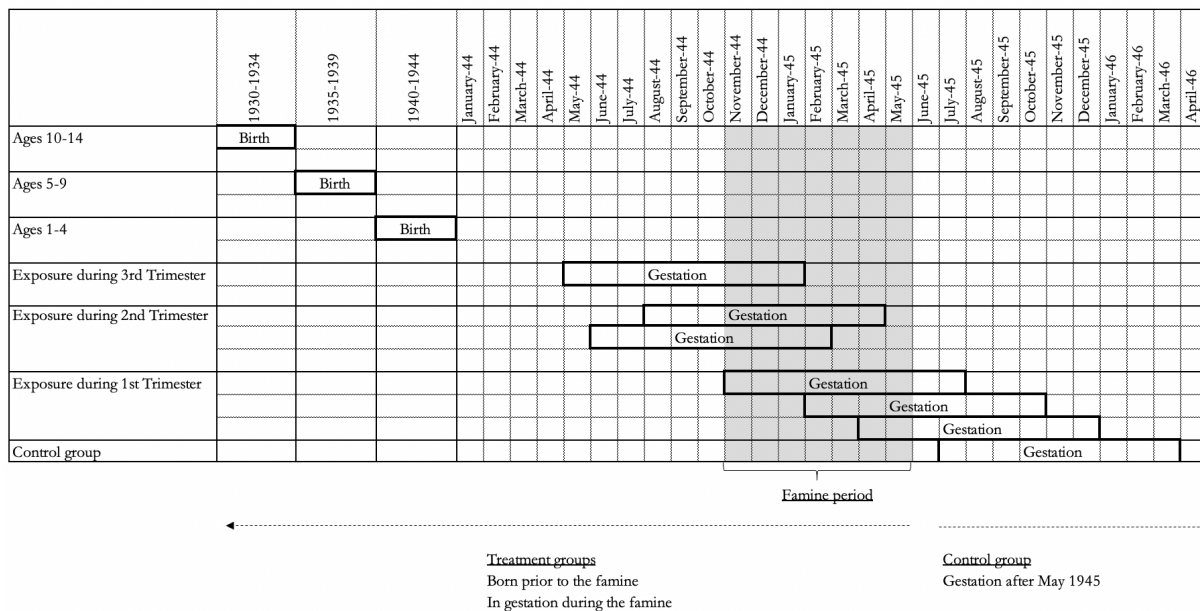 1930-1934
1935-1939
1940-1944
January-44
February-44
March-44
April-44
May-44
June-44
July-44
August-44
September-44
October-44
November-44
December-44
January-45
February-45
March-45
April-45
May-45
June-45
July-45
August-45
September-45
October-45
November-45
December-45
January-46
February-46
March-46
April-46
Ages 10-14
Birth
Ages 5-9
Birth
Ages 1-4
Birth
Exposure during 3rd Trimester
Gestation
Exposure during 2nd Trimester
Gestation
Gestation
Exposure during 1st Trimester
Gestation
Gestation
Gestation
Control group
Gestation
Famine period
Treatment groups
Born prior to the famine
In gestation during the famine
Control group
Gestation after May 1945